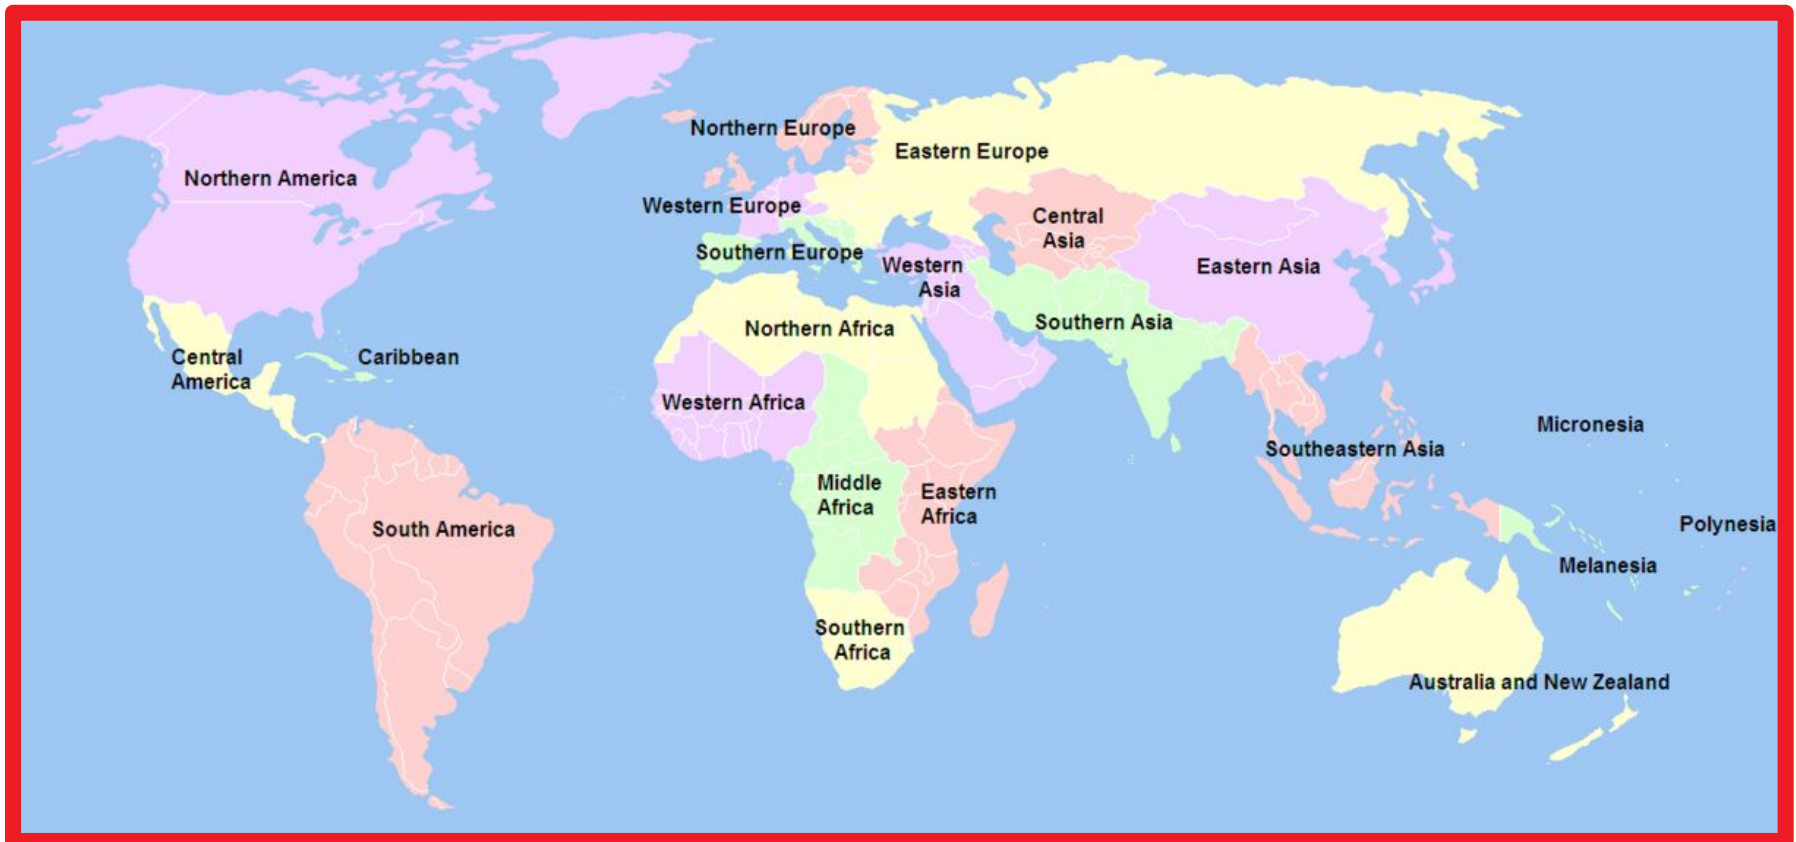 Northern Europe
Eastern Europe
Northern America
Western Europe
Central
Asia
Southern Europe
Western
Asia
Eastern Asia
Northern Africa
Southern Asia
Central
America
Caribbean
Western Africa
Micronesia
Southeastern Asia
Middle
Africa
Eastern
Africa
South America
Polynesia
Melanesia
Southern
Africa
Australia and New Zealand